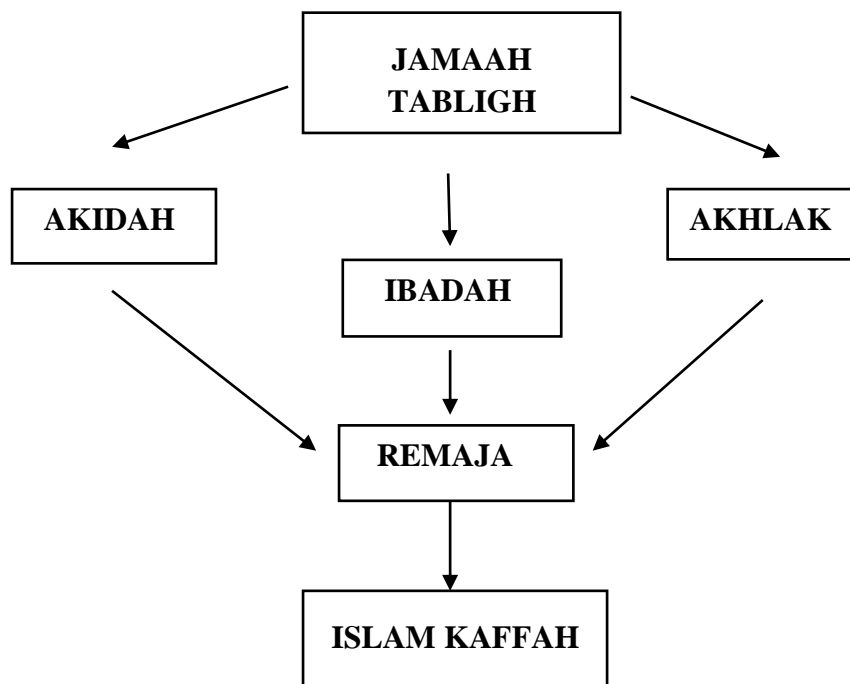 JAMAAH
TABLIGH
AKIDAH
AKHLAK
IBADAH
REMAJA
ISLAM KAFFAH